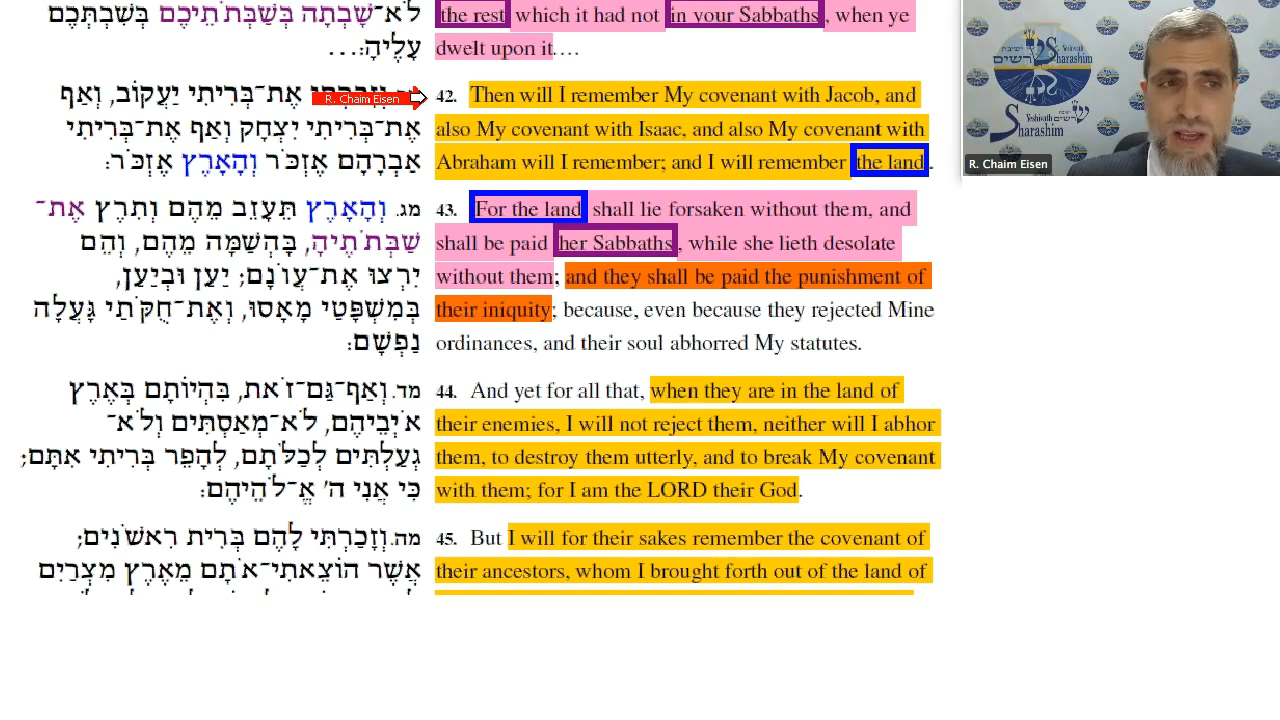 לֹא־שָׁבְתָה בְּשַׁבְּתֹתֵיכֶם בְּשִׁבְתְּכֶם
עָלֶיהָ:...
אֶת־בְּרִיתִי יַעֲקוֹב, וְאַף
אֶת־בְּרִיתִי יִצְחָק וְאַף אֶת־בְּרִיתִי
אַבְרָהָם אֶזְכֹּר וְהָאָרֶץ אֶזְכֹּר:
מג. וְהָאָרֶץ תֵּעָזֵב מֵהֶם וְתִרֶץ אֶת־
שַׁבְּתֹתֶיהָ, בָּהְשַׁמָּה מֵהֶם, וְהֵם
יִרְצוּ אֶת־עֲוֹנָם; יַעַן וּבְיַעַן,
בְּמִשְׁפָּטַי מָאָסוּ, וְאֶת־חֻקֹּתַי גָּעֲלָה
נַפְשָׁם:
מד. וְאַף־גַּם־זֹאת, בִּהְיוֹתָם בְּאֶרֶץ
אֹיְבֵיהֶם, לֹא־מְאַסְתִּים וְלֹא־
גְעַלְתִּים לְכַלֹּתָם, לְהָפֵר בְּרִיתִי אִתָּם;
כִּי אֲנִי ה' אֱ־לֹהֵיהֶם:
מה. וְזָכַרְתִּי לָהֶם בְּרִית רִאשֹׁנִים;
אֲשֶׁר הוֹצֵאתִי־אֹתָם מֵאֶרֶץ מִצְרַיִם
the rest which it had not in your Sabbaths, when ye
dwelt upon it....
42. Then will I remember My covenant with Jacob, and
also My covenant with Isaac, and also My covenant with
Abraham will I remember; and I will remember the land.
43. For the land shall lie forsaken without them, and
shall be paid her Sabbaths, while she lieth desolate
without them; and they shall be paid the punishment of
their iniquity; because, even because they rejected Mine
ordinances, and their soul abhorred My statutes.
44. And yet for all that, when they are in the land of
their enemies, I will not reject them, neither will I abhor
them, to destroy them utterly, and to break My covenant
with them; for I am the LORD their God.
45. But I will for their sakes remember the covenant of
their ancestors, whom I brought forth out of the land of
R. Chaim Eisen
ישיבת
שרשים
Yeshivath
Sharashim
Yeshivath
Sharashim
R. Chaim Eisen